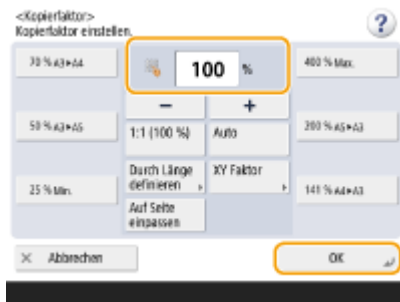 <Kopierfaktor>
Kopierfaktor einstellen.
?
70 % A3►A4
100 %
400 % Max.
− +
50 % A3►A5
1:1 (100 %)
Auto
200 % A5►A3
Durch Länge
definieren
XY Faktor
25 % Min.
141 % A4►A3
Auf Seite
einpassen
× Abbrechen
OK